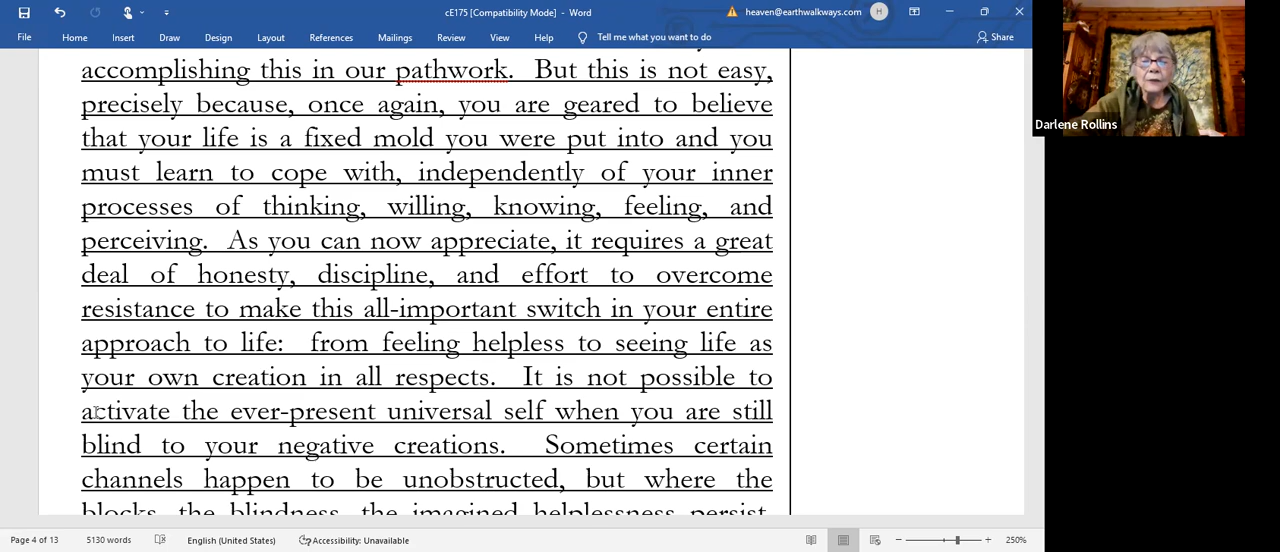 cE175 [Compatibility Mode] - Word
heaven@earthwalkways.com
H
File Home Insert Draw Design Layout References Mailings Review View Help Tell me what you want to do Share
accomplishing this in our pathwork. But this is not easy,
precisely because, once again, you are geared to believe
that your life is a fixed mold you were put into and you
must learn to cope with, independently of your inner
processes of thinking, willing, knowing, feeling, and
perceiving. As you can now appreciate, it requires a great
deal of honesty, discipline, and effort to overcome
resistance to make this all-important switch in your entire
approach to life: from feeling helpless to seeing life as
your own creation in all respects. It is not possible to
activate the ever-present universal self when you are still
blind to your negative creations. Sometimes certain
channels happen to be unobstructed, but where the
blocks, the blindness, the imagined helplessness persist,
Page 4 of 13 5130 words English (United States) Accessibility: Unavailable 250%
Darlene Rollins